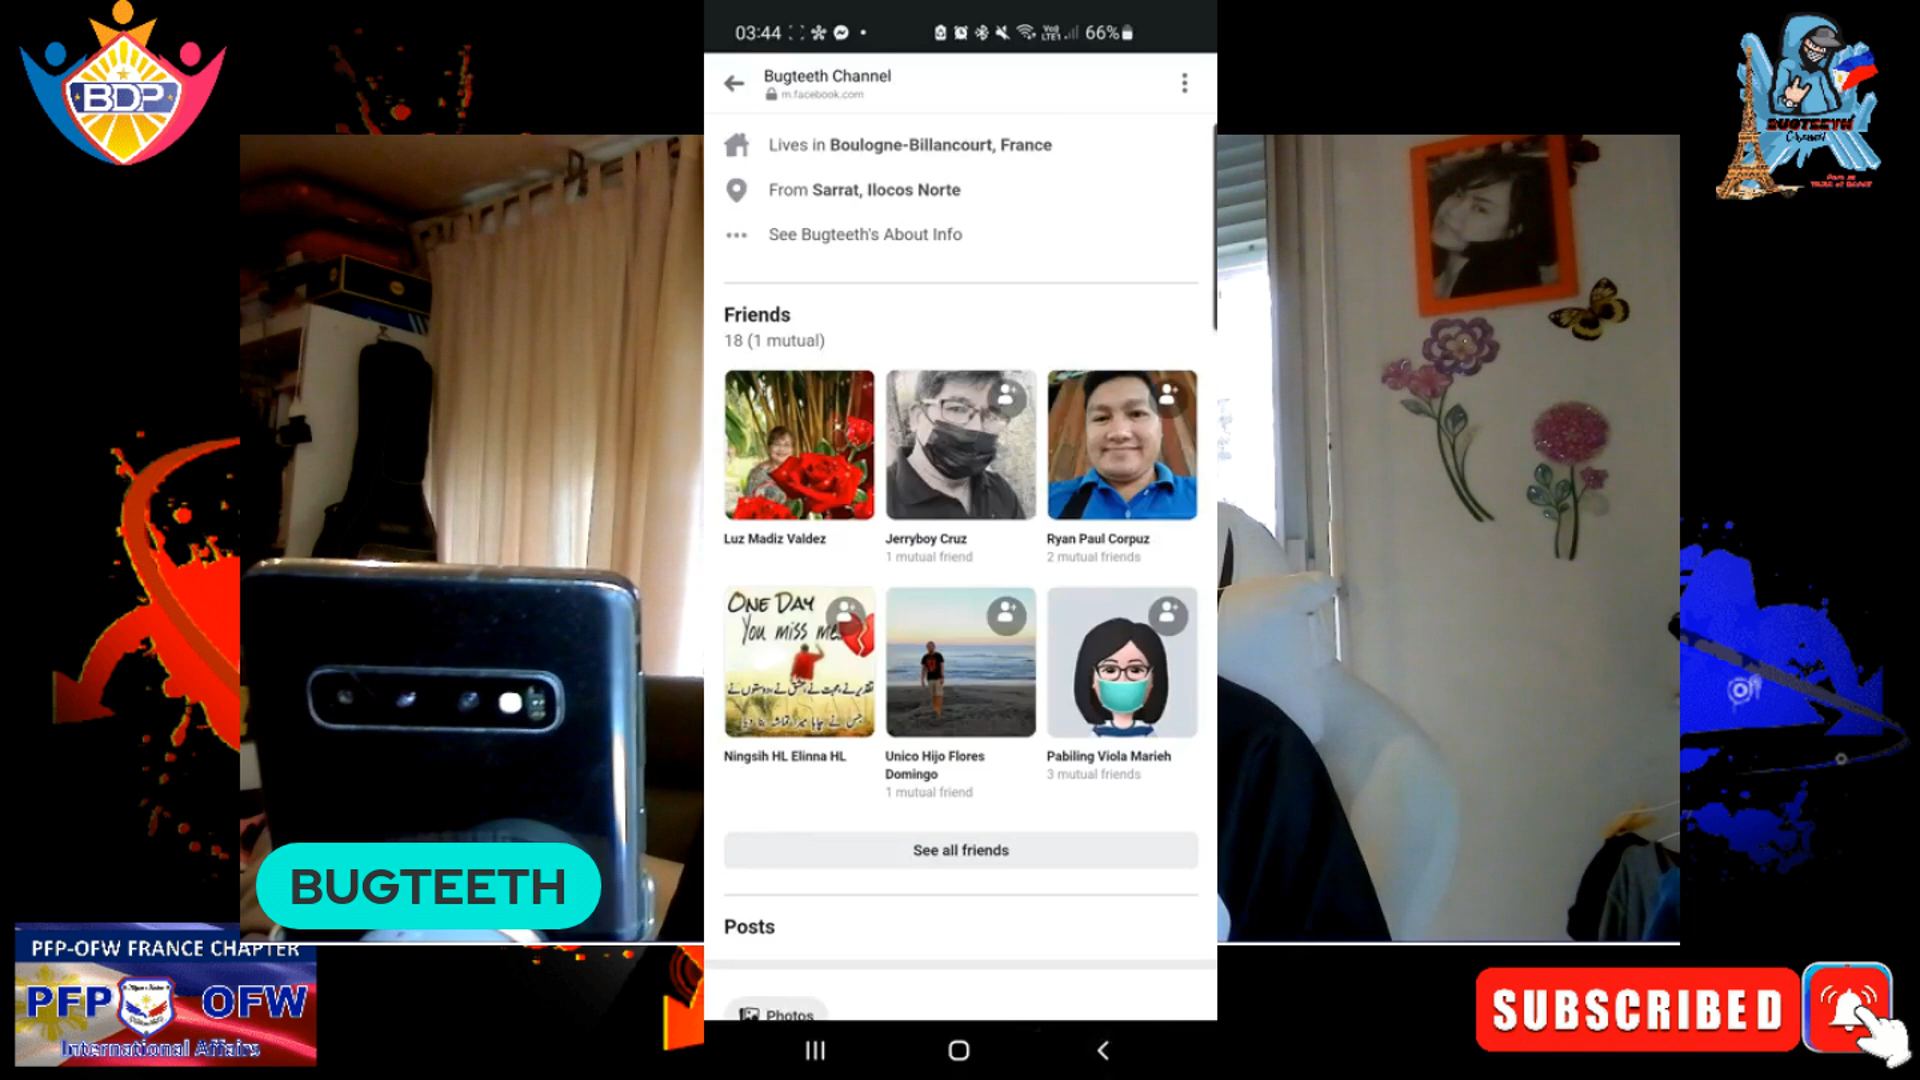 BDP
03:44
VoD
LTE1
66%
Bugteeth Channel
m.facebook.com
Lives in Boulogne-Billancourt, France
From Sarrat, Ilocos Norte
See Bugteeth's About Info
Friends
18 (1 mutual)
Luz Madiz Valdez
Jerryboy Cruz
1 mutual friend
Ryan Paul Corpuz
2 mutual friends
ONE DAY
You miss me
Ningsih HL Elinna HL
Unico Hijo Flores
Domingo
1 mutual friend
Pabiling Viola Marieh
3 mutual friends
See all friends
Posts
Photos
BUGTEETH
Channel
BUGTEETH
PFP-OFW FRANCE CHAPTER
PFP OFW
International Affairs
SUBSCRIBED